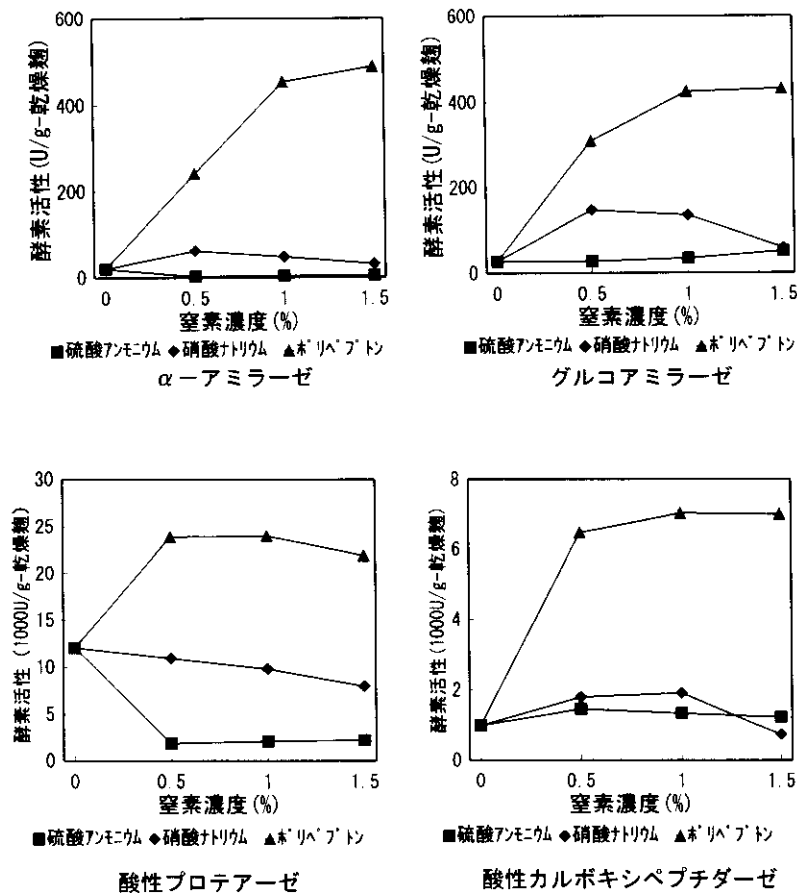 600
400
200
0
酵素活性(U/g-乾燥麹)
0 0.5 1 1.5
窒素濃度(%)
■硫酸アンモニウム ◆硝酸ナトリウム ▲ポリペプトン
α－アミラーゼ
600
400
200
0
酵素活性(U/g-乾燥麹)
0 0.5 1 1.5
窒素濃度(%)
■硫酸アンモニウム ◆硝酸ナトリウム ▲ポリペプトン
グルコアミラーゼ
30
25
20
15
10
5
0
酵素活性(1000U/g-乾燥麹)
0 0.5 1 1.5
窒素濃度(%)
■硫酸アンモニウム ◆硝酸ナトリウム ▲ポリペプトン
酸性プロテアーゼ
8
6
4
2
0
酵素活性(1000U/g-乾燥麹)
0 0.5 1 1.5
窒素濃度(%)
■硫酸アンモニウム ◆硝酸ナトリウム ▲ポリペプトン
酸性カルボキシペプチダーゼ